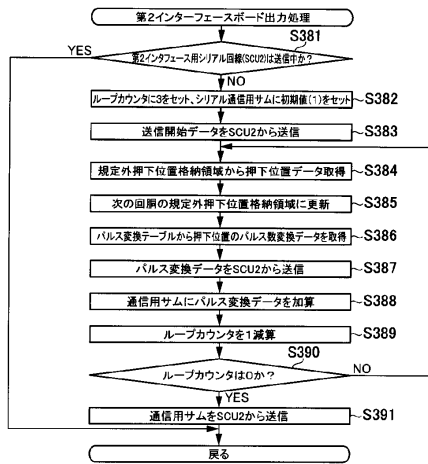 第2インターフェースボード出力処理
S381
YES
第2インタフェース用シリアル回線(SCU2)は送信中か?
NO
ループカウンタに3をセット、シリアル通信用サムに初期値(1)をセット
S382
送信開始データをSCU2から送信
S383
規定外押下位置格納領域から押下位置データ取得
S384
次の回胴の規定外押下位置格納領域に更新
S385
パルス変換テーブルから押下位置のパルス数変換データを取得
S386
パルス変換データをSCU2から送信
S387
通信用サムにパルス変換データを加算
S388
ループカウンタを1減算
S389
S390
ループカウンタは0か?
NO
YES
通信用サムをSCU2から送信
S391
戻る